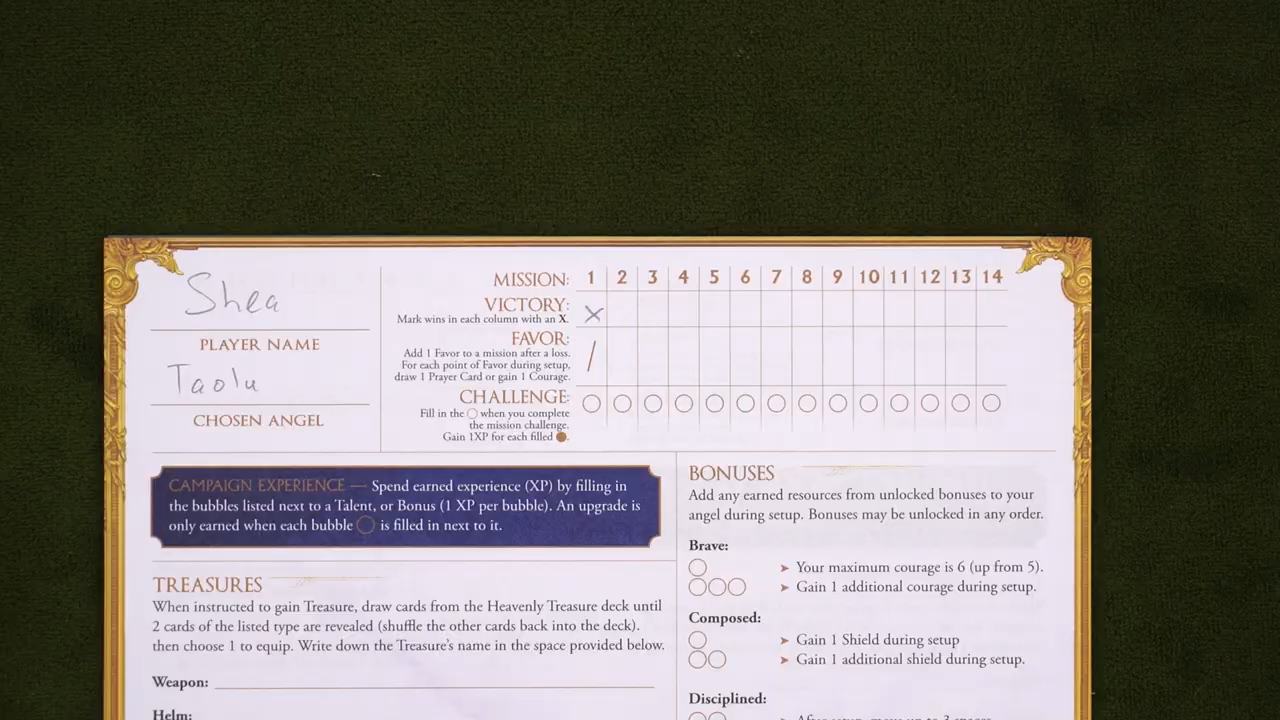 Shea
PLAYER NAME
Taolu
CHOSEN ANGEL
MISSION: 1 2 3 4 5 6 7 8 9 10 11 12 13 14
VICTORY: X
Mark wins in each column with an X.
FAVOR: /
Add 1 Favor to a mission after a loss.
For each point of Favor during setup,
draw 1 Prayer Card or gain 1 Courage.
CHALLENGE:
Fill in the ○ when you complete
the mission challenge.
Gain 1XP for each filled ●.
CAMPAIGN EXPERIENCE — Spend earned experience (XP) by filling in
the bubbles listed next to a Talent, or Bonus (1 XP per bubble). An upgrade is
only earned when each bubble ○ is filled in next to it.
TREASURES
When instructed to gain Treasure, draw cards from the Heavenly Treasure deck until
2 cards of the listed type are revealed (shuffle the other cards back into the deck).
then choose 1 to equip. Write down the Treasure's name in the space provided below.
Weapon:
Helm:
BONUSES
Add any earned resources from unlocked bonuses to your
angel during setup. Bonuses may be unlocked in any order.
Brave:
➤ Your maximum courage is 6 (up from 5).
➤ Gain 1 additional courage during setup.
Composed:
➤ Gain 1 Shield during setup
➤ Gain 1 additional shield during setup.
Disciplined:
➤ After setup, move up to 3 spaces